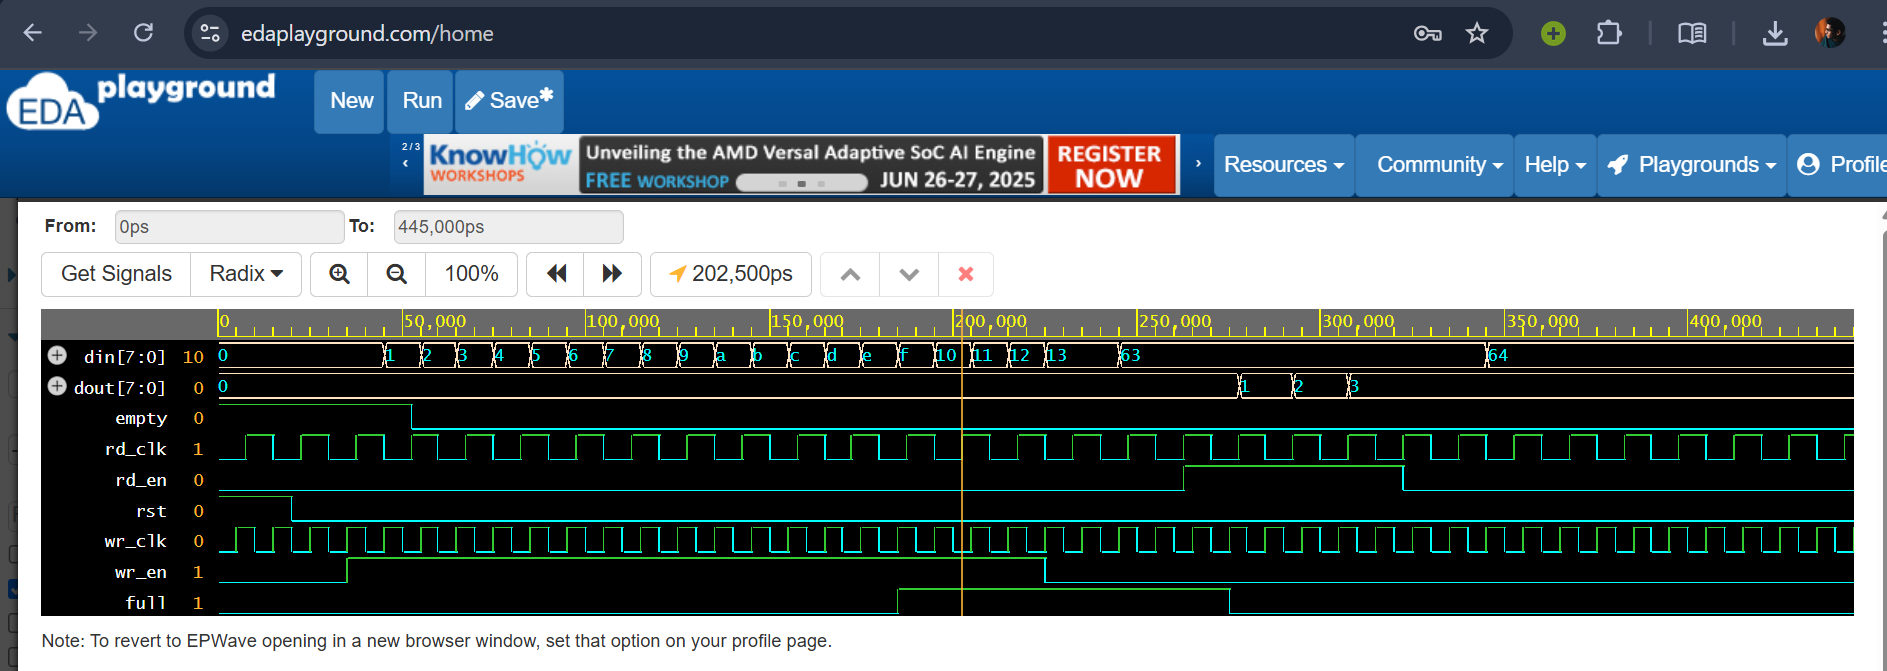 edaplayground.com/home
EDA playground
New Run Save*
2/3
‹ KnowHow WORKSHOPS Unveiling the AMD Versal Adaptive SoC AI Engine FREE WORKSHOP JUN 26-27, 2025 REGISTER NOW ›
Resources Community Help Playgrounds Profile
From: 0ps To: 445,000ps
Get Signals Radix 100% 202,500ps
0 50,000 100,000 150,000 200,000 250,000 300,000 350,000 400,000
din[7:0] 10 0 1 2 3 4 5 6 7 8 9 a b c d e f 10 11 12 13 63 64
dout[7:0] 0 0 1 2 3
empty 0
rd_clk 1
rd_en 0
rst 0
wr_clk 0
wr_en 1
full 1
Note: To revert to EPWave opening in a new browser window, set that option on your profile page.